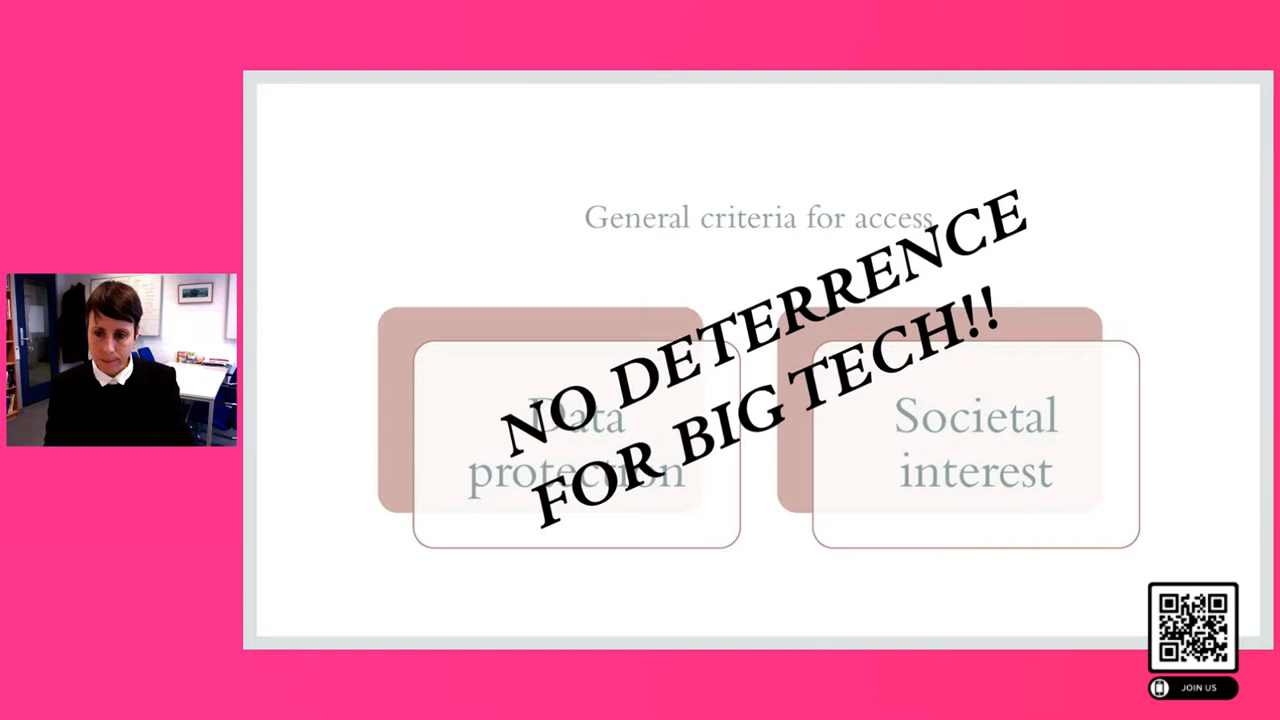 General criteria for access
NO DETERRENCE
FOR BIG TECH!!
Data
protection
Societal
interest
JOIN US